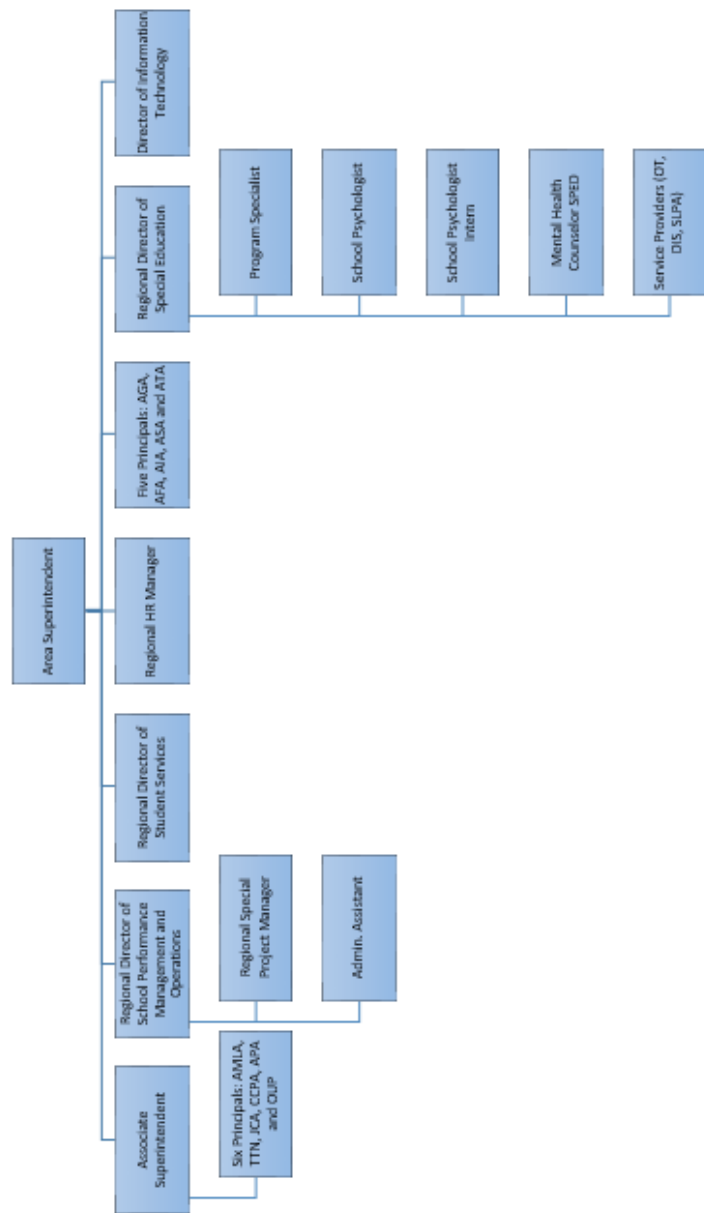 Area Superintendent
Associate
Superintendent
Regional Director of
School Performance
Management and
Operations
Regional Director of
Student Services
Regional HR Manager
Five Principals: AGA,
AFA, AIA, ASA and ATA
Regional Director of
Special Education
Director of Information
Technology
Six Principals: AMLA,
TTN, JCA, CCPA, APA
and OUP
Regional Special
Project Manager
Admin. Assistant
Program Specialist
School Psychologist
School Psychologist
Intern
Mental Health
Counselor SPED
Service Providers (OT,
DIS, SLPA)